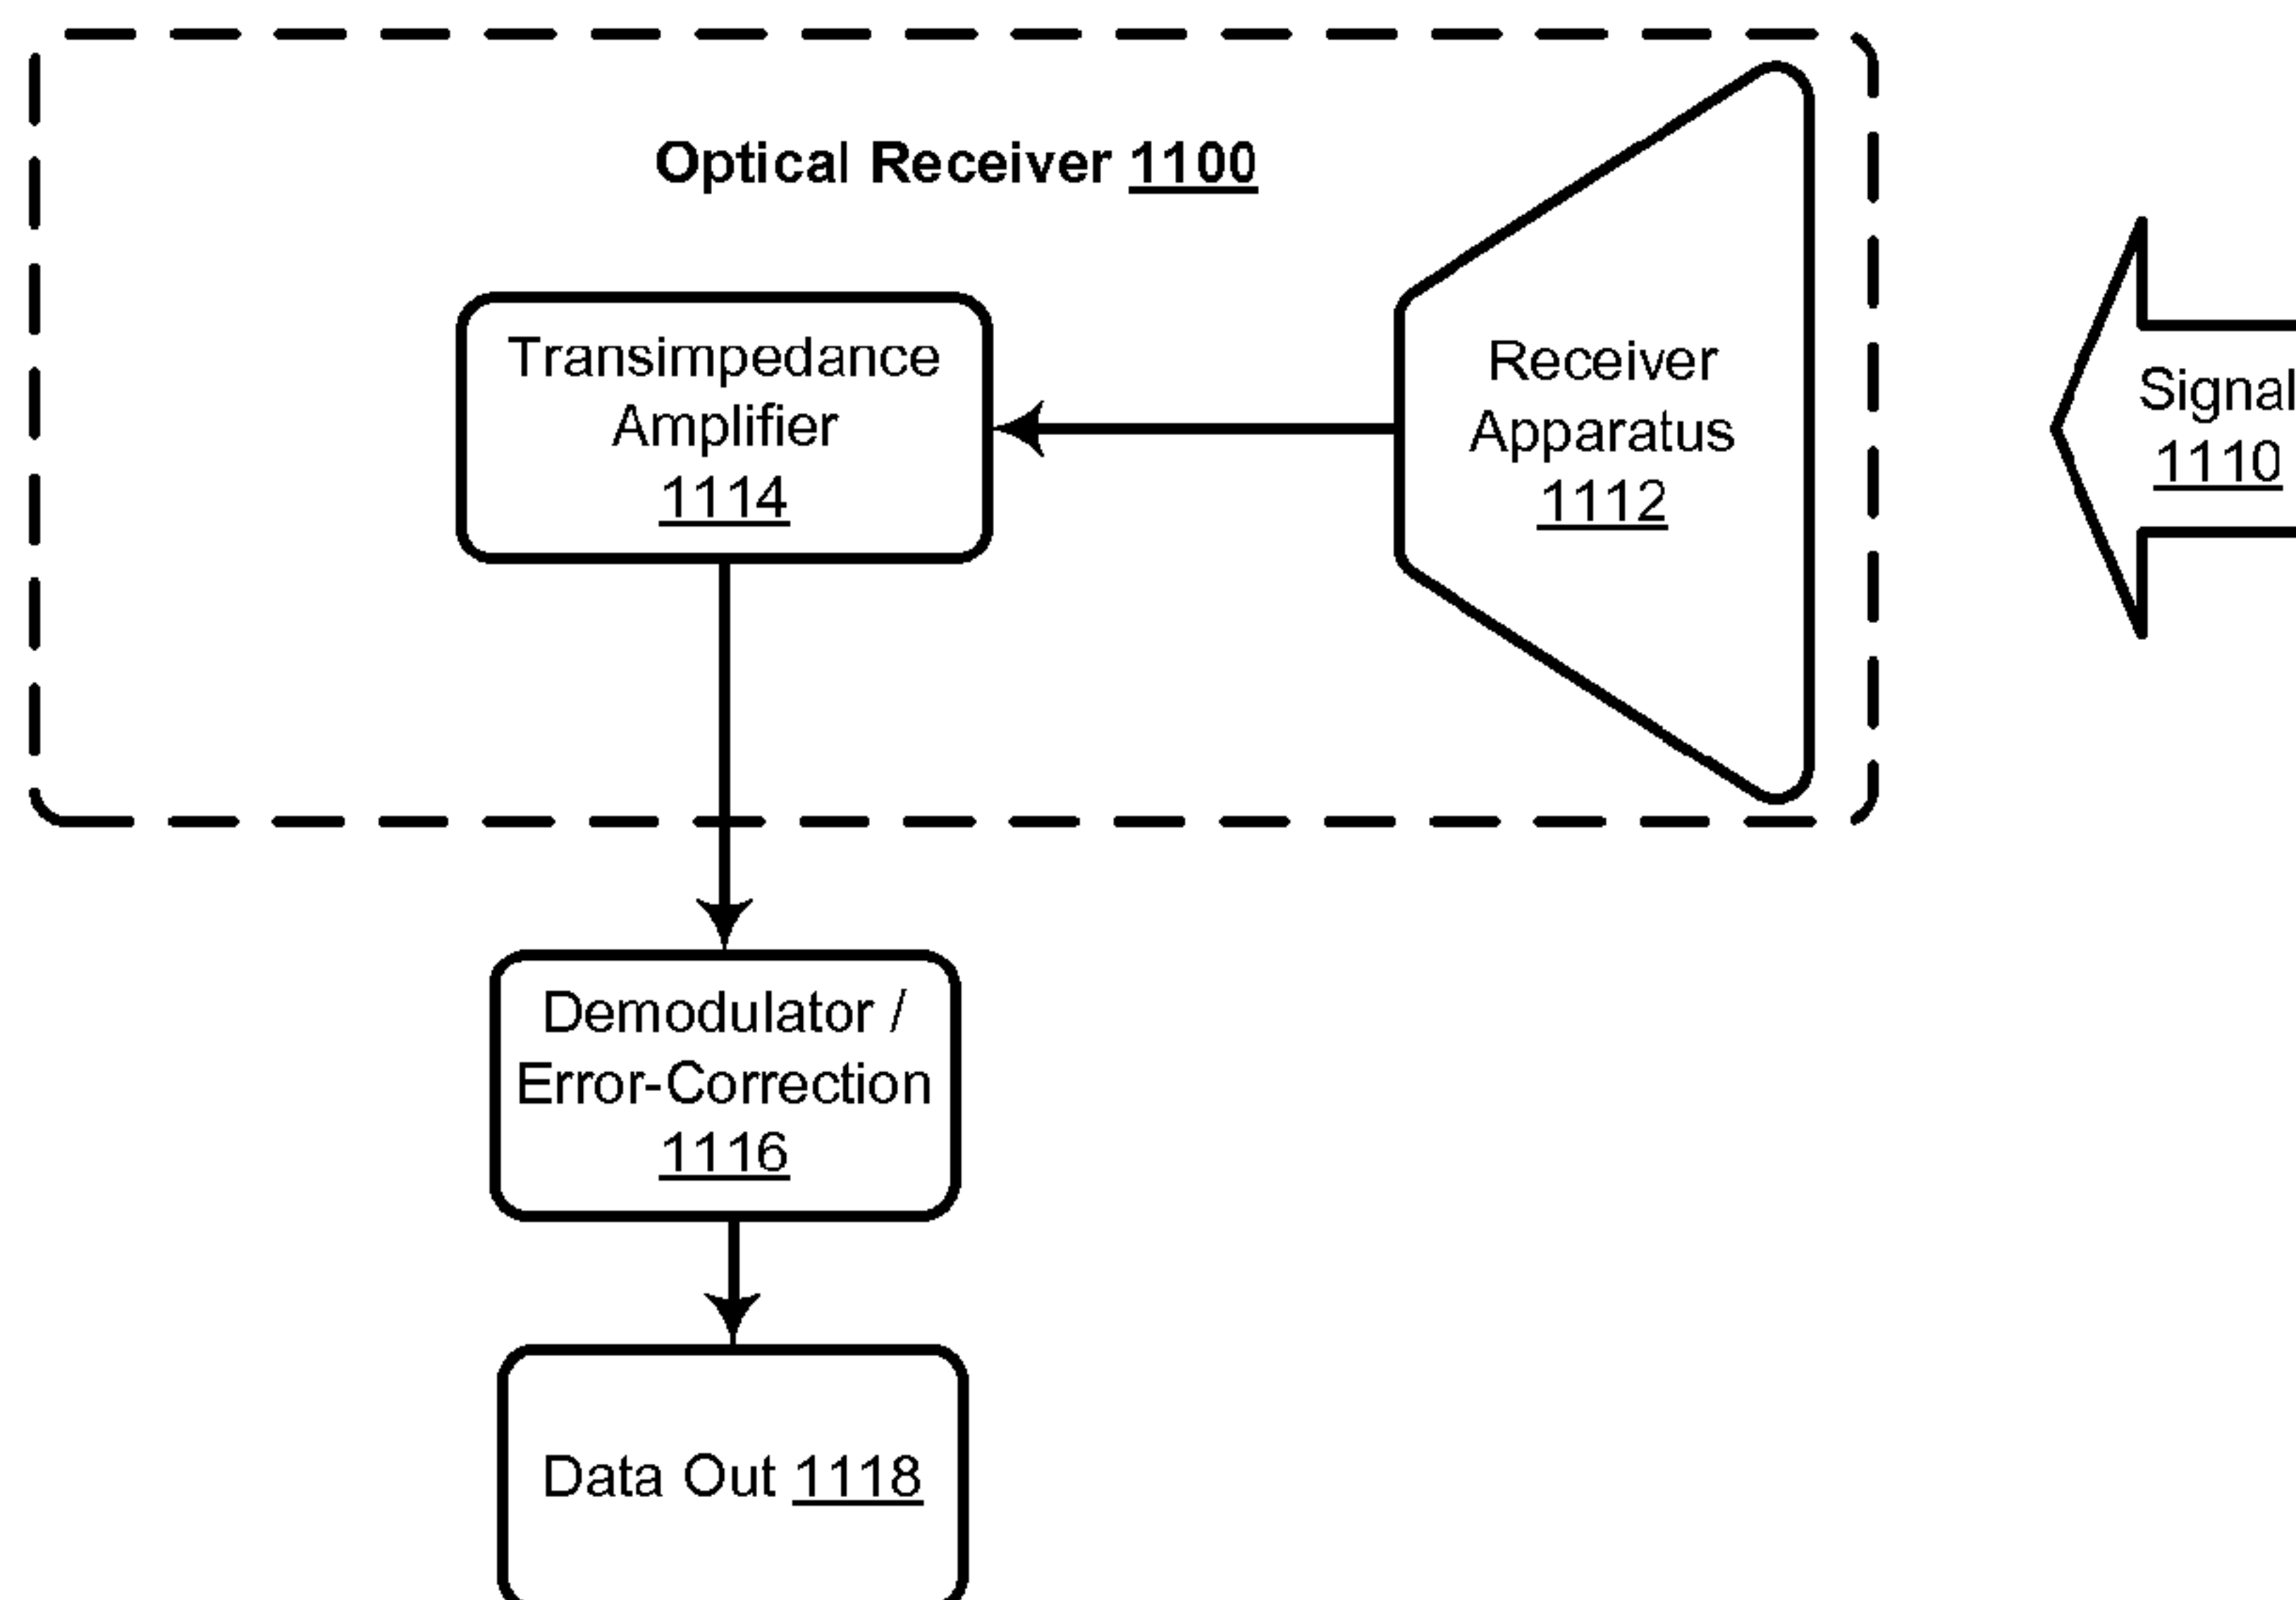 Optical Receiver 1100
Transimpedance
Amplifier
1114
Receiver
Apparatus
1112
Signal
1110
Demodulator /
Error-Correction
1116
Data Out 1118